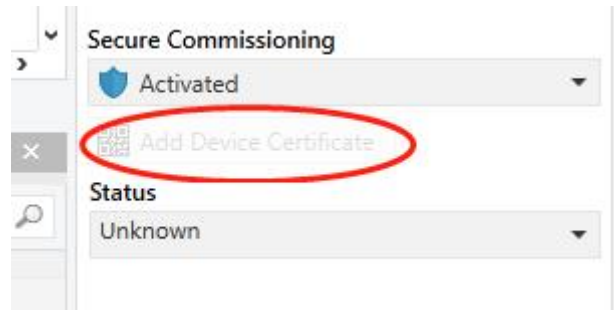 Secure Commissioning
Activated
Add Device Certificate
Status
Unknown